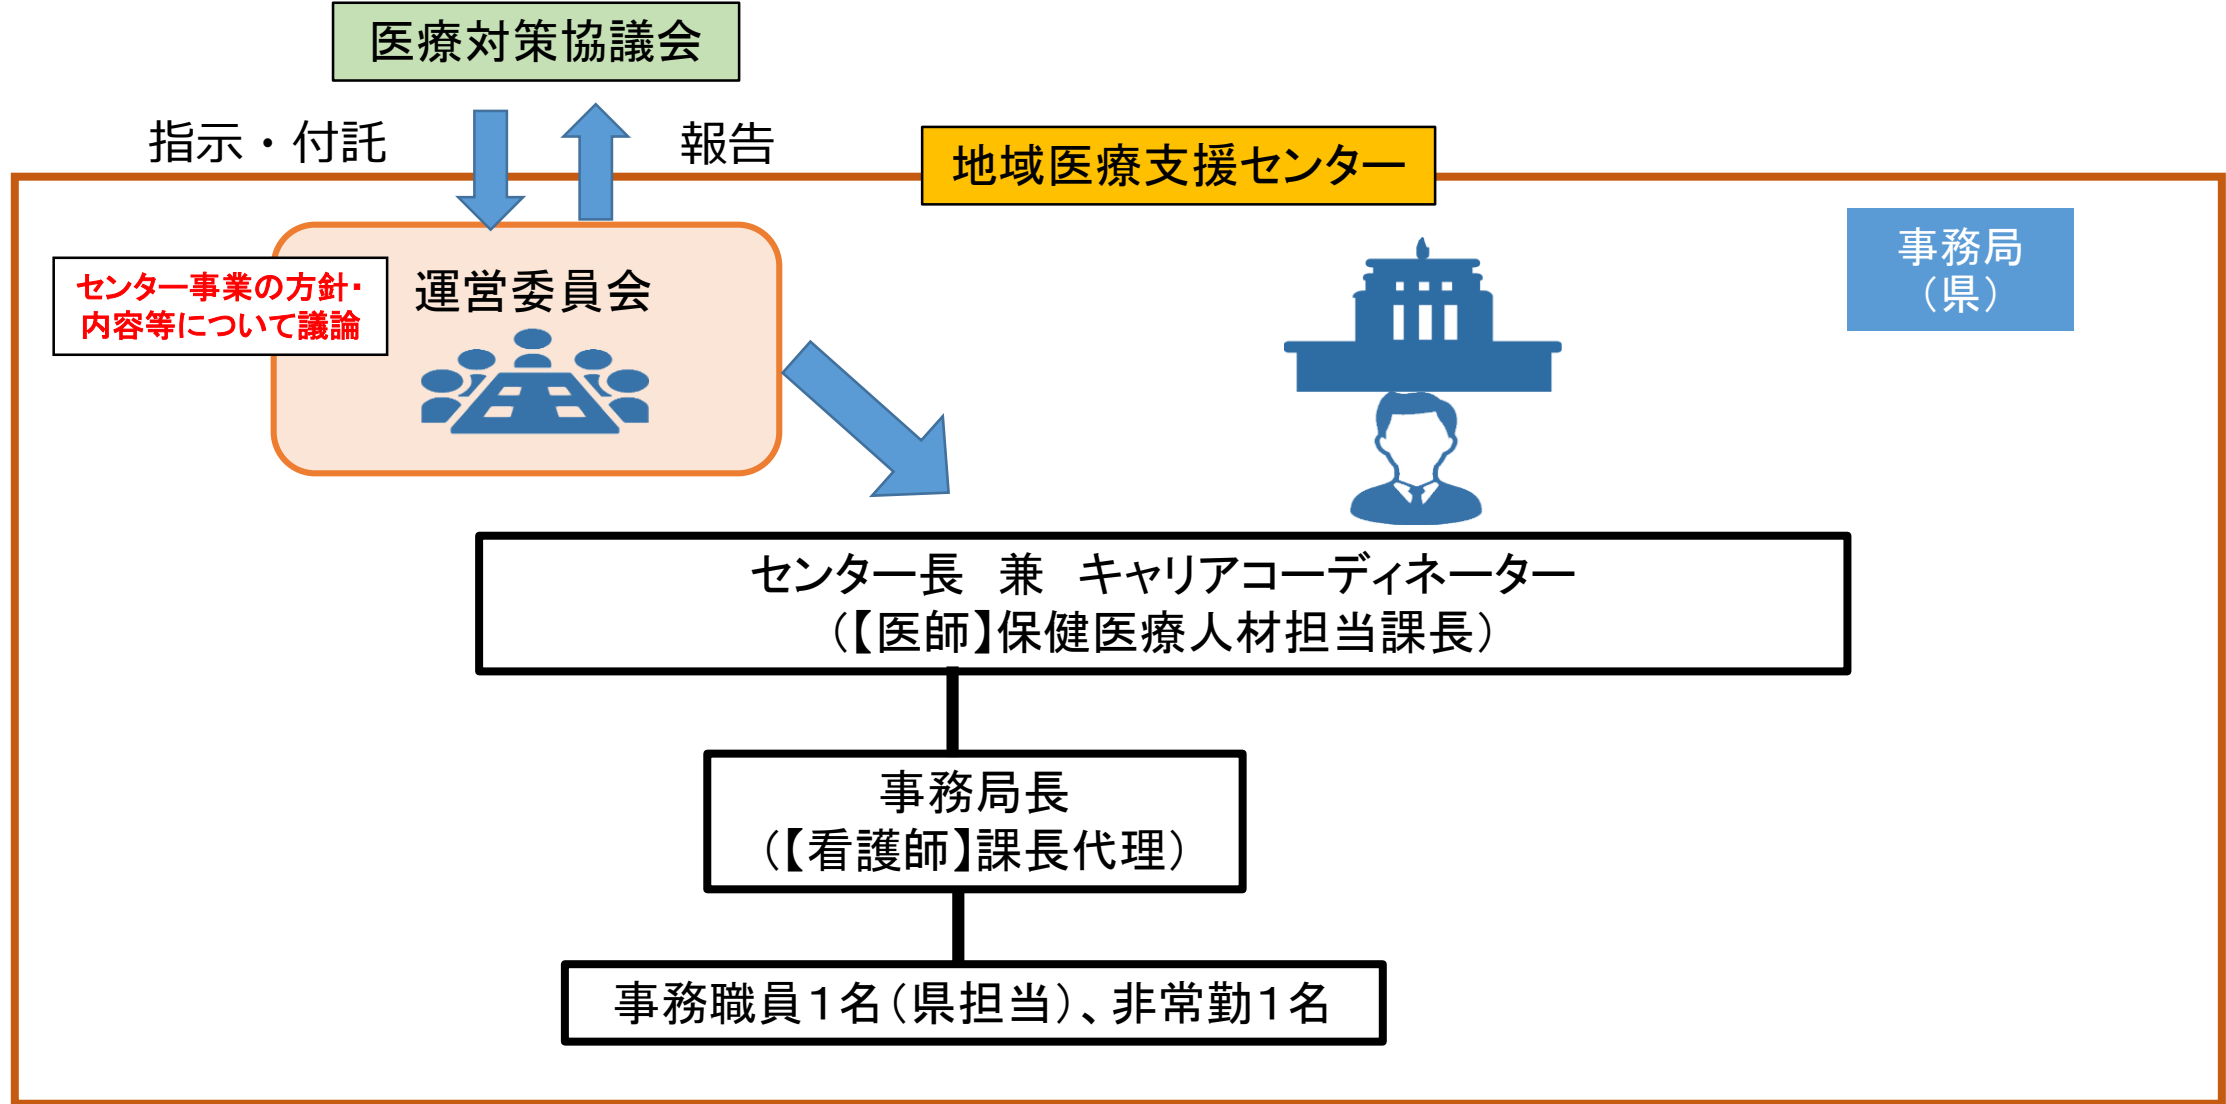 医療対策協議会
指示・付託
報告
地域医療支援センター
事務局
（県）
センター事業の方針・
内容等について議論
運営委員会
センター長　兼　キャリアコーディネーター
（【医師】保健医療人材担当課長）
事務局長
（【看護師】課長代理）
事務職員１名（県担当）、非常勤１名